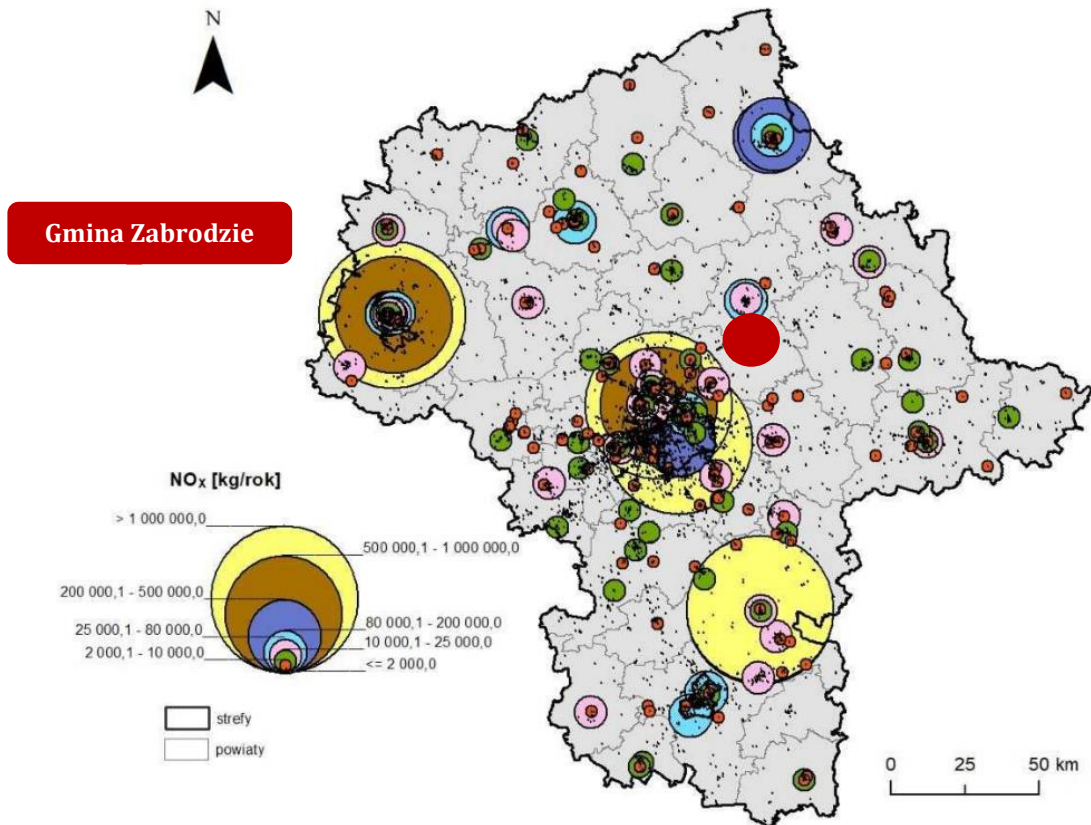 N
Gmina Zabrodzie
NOx [kg/rok]
> 1 000 000,0
500 000,1 - 1 000 000,0
200 000,1 - 500 000,0
80 000,1 - 200 000,0
25 000,1 - 80 000,0
10 000,1 - 25 000,0
2 000,1 - 10 000,0
<= 2 000,0
strefy
powiaty
0 25 50 km